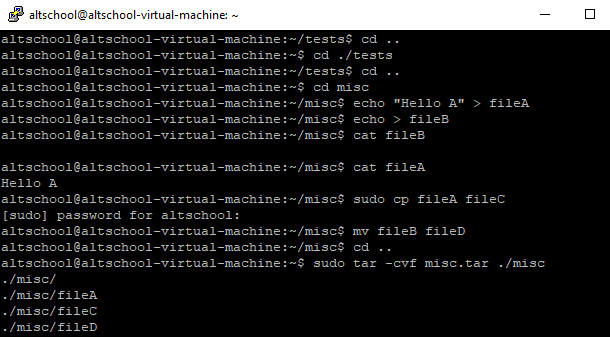 altschool@altschool-virtual-machine: ~
altschool@altschool-virtual-machine:~/tests$ cd ..
altschool@altschool-virtual-machine:~$ cd ./tests
altschool@altschool-virtual-machine:~/tests$ cd ..
altschool@altschool-virtual-machine:~$ cd misc
altschool@altschool-virtual-machine:~/misc$ echo "Hello A" > fileA
altschool@altschool-virtual-machine:~/misc$ echo > fileB
altschool@altschool-virtual-machine:~/misc$ cat fileB

altschool@altschool-virtual-machine:~/misc$ cat fileA
Hello A
altschool@altschool-virtual-machine:~/misc$ sudo cp fileA fileC
[sudo] password for altschool:
altschool@altschool-virtual-machine:~/misc$ mv fileB fileD
altschool@altschool-virtual-machine:~/misc$ cd ..
altschool@altschool-virtual-machine:~$ sudo tar -cvf misc.tar ./misc
./misc/
./misc/fileA
./misc/fileC
./misc/fileD